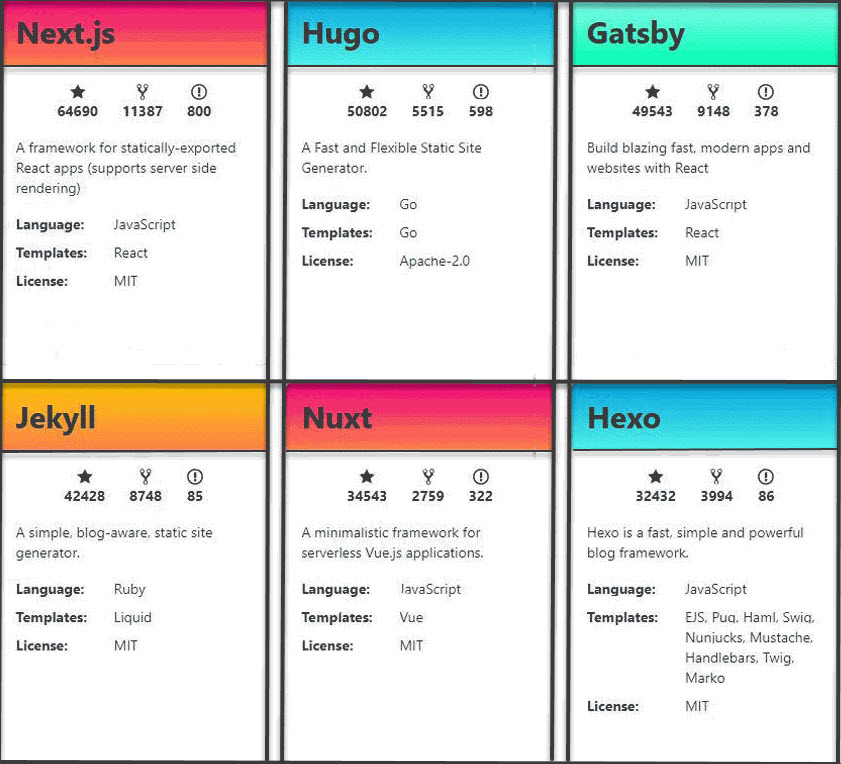 Next.js
64690 11387 800
A framework for statically-exported
React apps (supports server side
rendering)
Language: JavaScript
Templates: React
License: MIT
Hugo
50802 5515 598
A Fast and Flexible Static Site
Generator.
Language: Go
Templates: Go
License: Apache-2.0
Gatsby
49543 9148 378
Build blazing fast, modern apps and
websites with React
Language: JavaScript
Templates: React
License: MIT
Jekyll
42428 8748 85
A simple, blog-aware, static site
generator.
Language: Ruby
Templates: Liquid
License: MIT
Nuxt
34543 2759 322
A minimalistic framework for
serverless Vue.js applications.
Language: JavaScript
Templates: Vue
License: MIT
Hexo
32432 3994 86
Hexo is a fast, simple and powerful
blog framework.
Language: JavaScript
Templates: EJS, Pug, Haml, Swig,
Nunjucks, Mustache,
Handlebars, Twig,
Marko
License: MIT